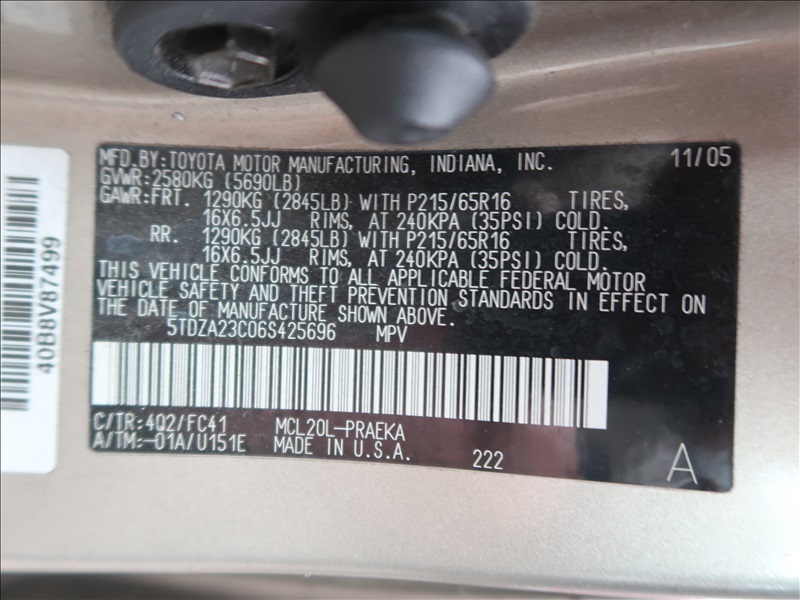 MFD.BY:TOYOTA MOTOR MANUFACTURING, INDIANA, INC. 11/05
GVWR:2580KG (5690LB)
GAWR:FRT. 1290KG (2845LB) WITH P215/65R16 TIRES,
16X6.5JJ RIMS, AT 240KPA (35PSI) COLD.
RR. 1290KG (2845LB) WITH P215/65R16 TIRES,
16X6.5JJ RIMS, AT 240KPA (35PSI) COLD.
THIS VEHICLE CONFORMS TO ALL APPLICABLE FEDERAL MOTOR
VEHICLE SAFETY AND THEFT PREVENTION STANDARDS IN EFFECT ON
THE DATE OF MANUFACTURE SHOWN ABOVE.
5TDZA23C06S425696 MPV
C/TR:4Q2/FC41 MCL20L-PRAEKA
A/TM:-01A/U151E MADE IN U.S.A. 222
A
40B8V87499